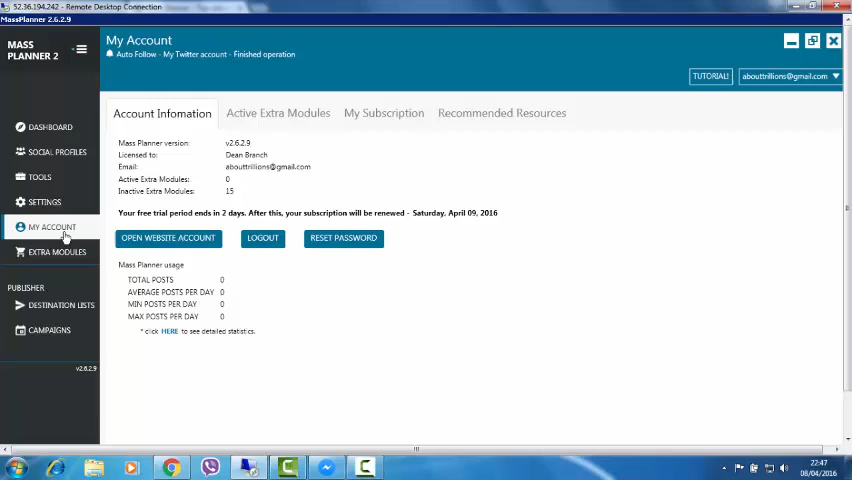 52.36.194.242 - Remote Desktop Connection
MassPlanner 2.6.2.9
MASS
PLANNER 2
My Account
Auto Follow - My Twitter account - Finished operation
TUTORIAL!
abouttrillions@gmail.com
DASHBOARD
SOCIAL PROFILES
TOOLS
SETTINGS
MY ACCOUNT
EXTRA MODULES
PUBLISHER
DESTINATION LISTS
CAMPAIGNS
v2.6.2.9
Account Infomation
Active Extra Modules
My Subscription
Recommended Resources
Mass Planner version: v2.6.2.9
Licensed to: Dean Branch
Email: abouttrillions@gmail.com
Active Extra Modules: 0
Inactive Extra Modules: 15
Your free trial period ends in 2 days. After this, your subscription will be renewed - Saturday, April 09, 2016
OPEN WEBSITE ACCOUNT
LOGOUT
RESET PASSWORD
Mass Planner usage
TOTAL POSTS 0
AVERAGE POSTS PER DAY 0
MIN POSTS PER DAY 0
MAX POSTS PER DAY 0
* click HERE to see detailed statistics.
22:47
08/04/2016